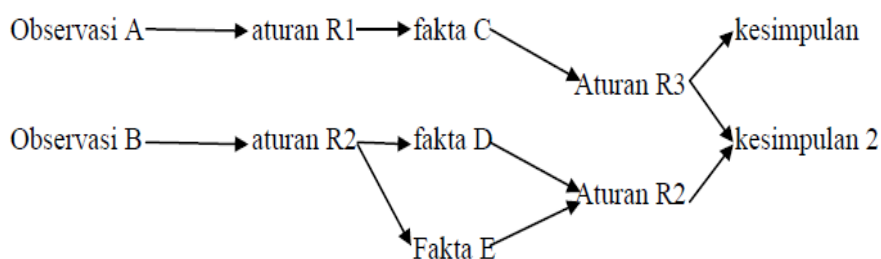 Observasi A aturan R1 fakta C kesimpulan
Aturan R3
Observasi B aturan R2 fakta D kesimpulan 2
Aturan R2
Fakta E